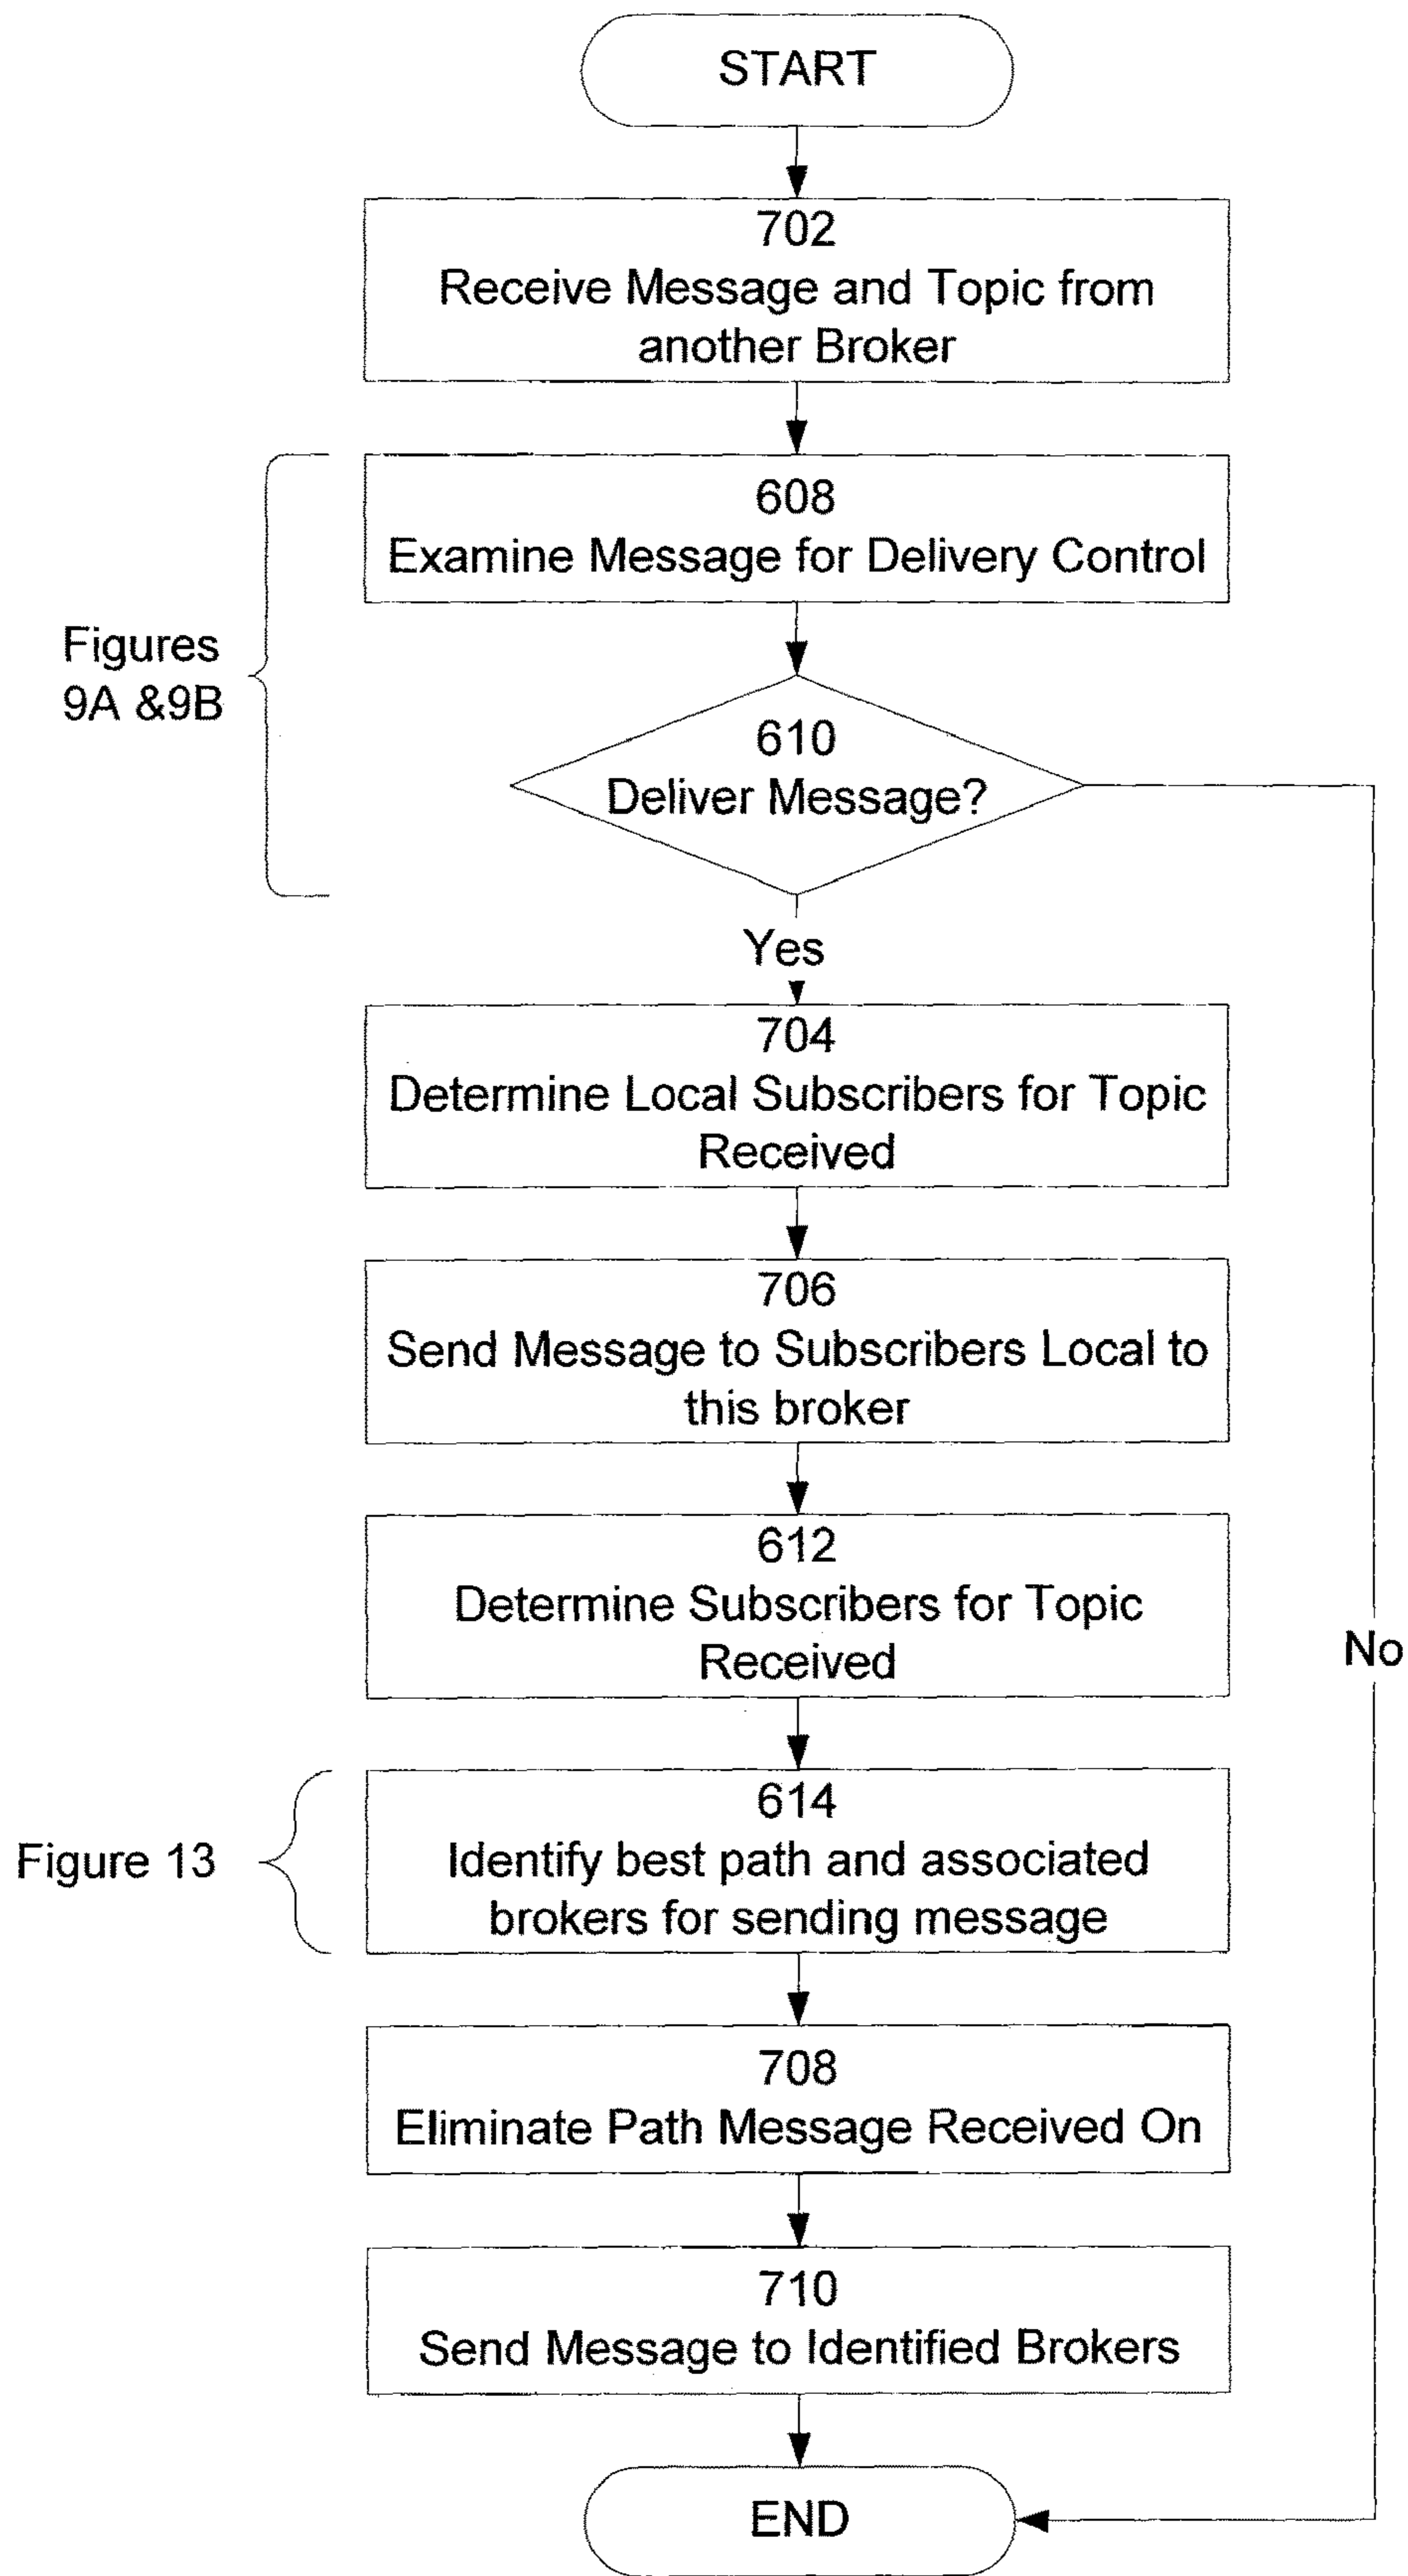 START
702
Receive Message and Topic from
another Broker
608
Examine Message for Delivery Control
Figures
9A &9B
610
Deliver Message?
Yes
704
Determine Local Subscribers for Topic
Received
706
Send Message to Subscribers Local to
this broker
612
Determine Subscribers for Topic
Received
No
614
Identify best path and associated
brokers for sending message
Figure 13
708
Eliminate Path Message Received On
710
Send Message to Identified Brokers
END